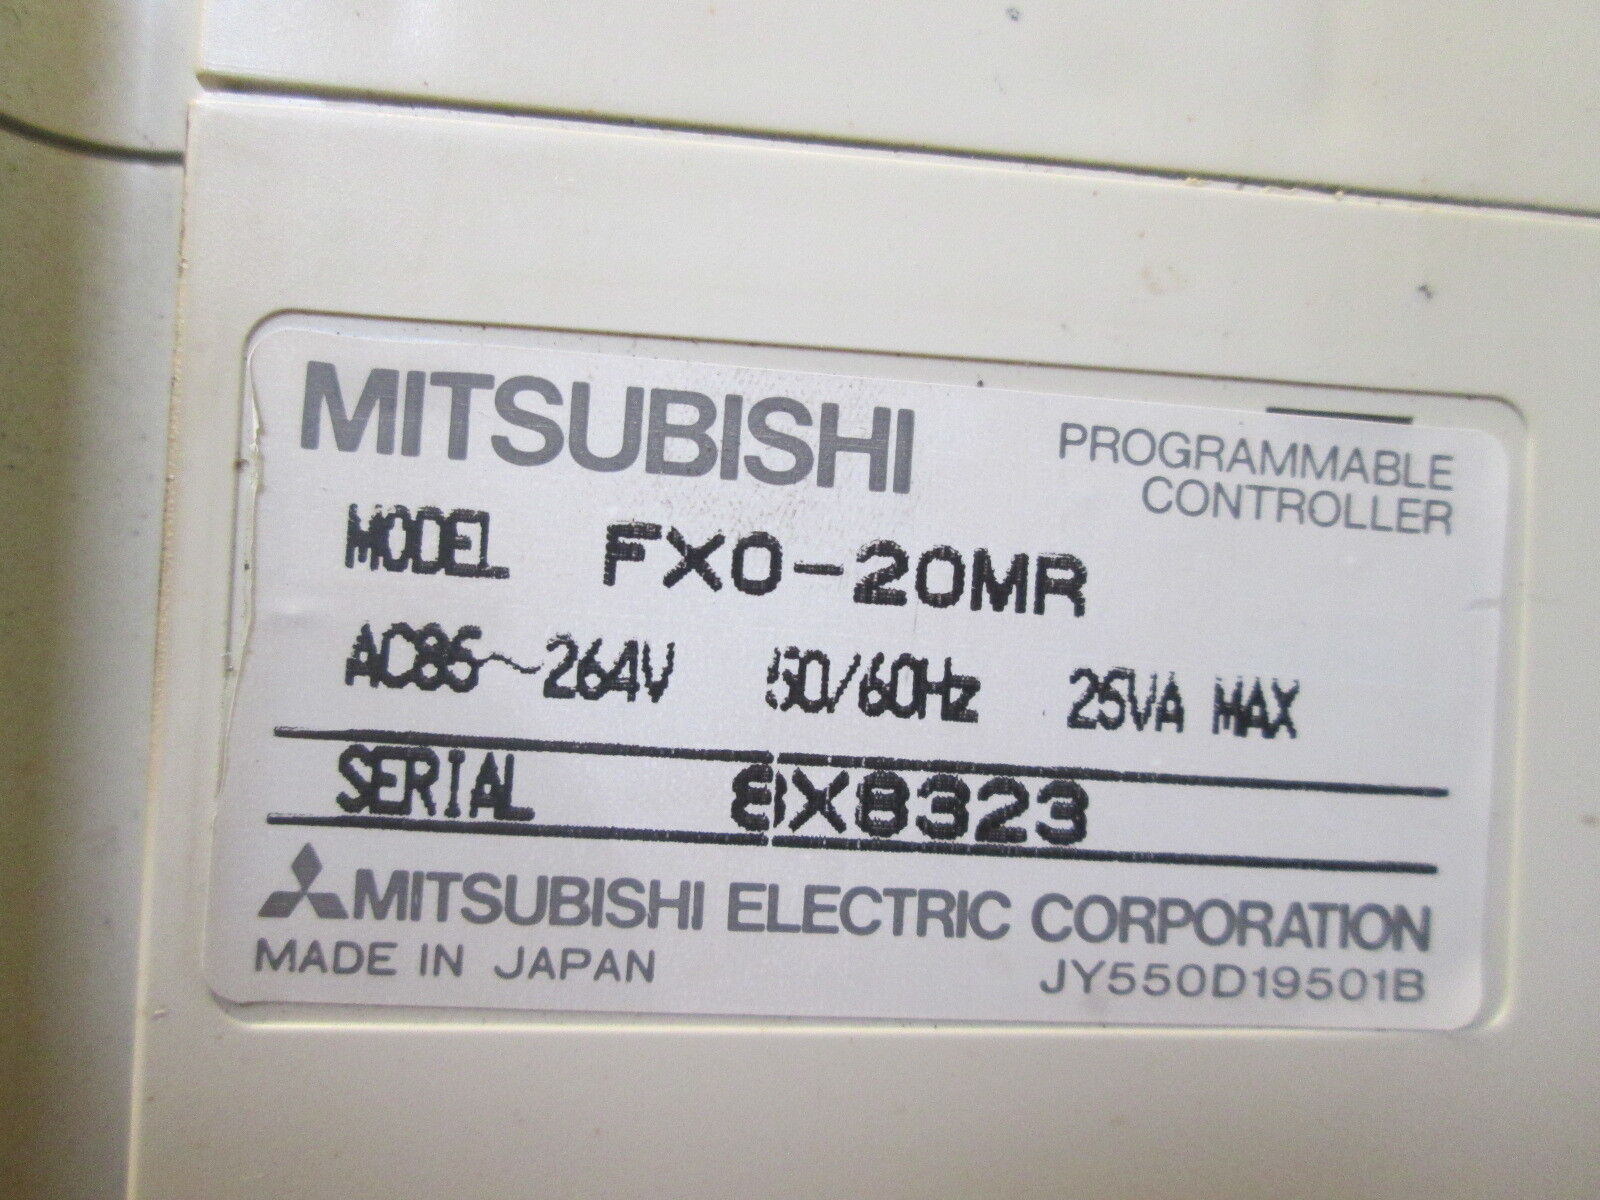 MITSUBISHI
PROGRAMMABLE
CONTROLLER
MODEL FX0-20MR
AC85~264V 50/60Hz 25VA MAX
SERIAL 8X8323
MITSUBISHI ELECTRIC CORPORATION
MADE IN JAPAN JY550D19501B